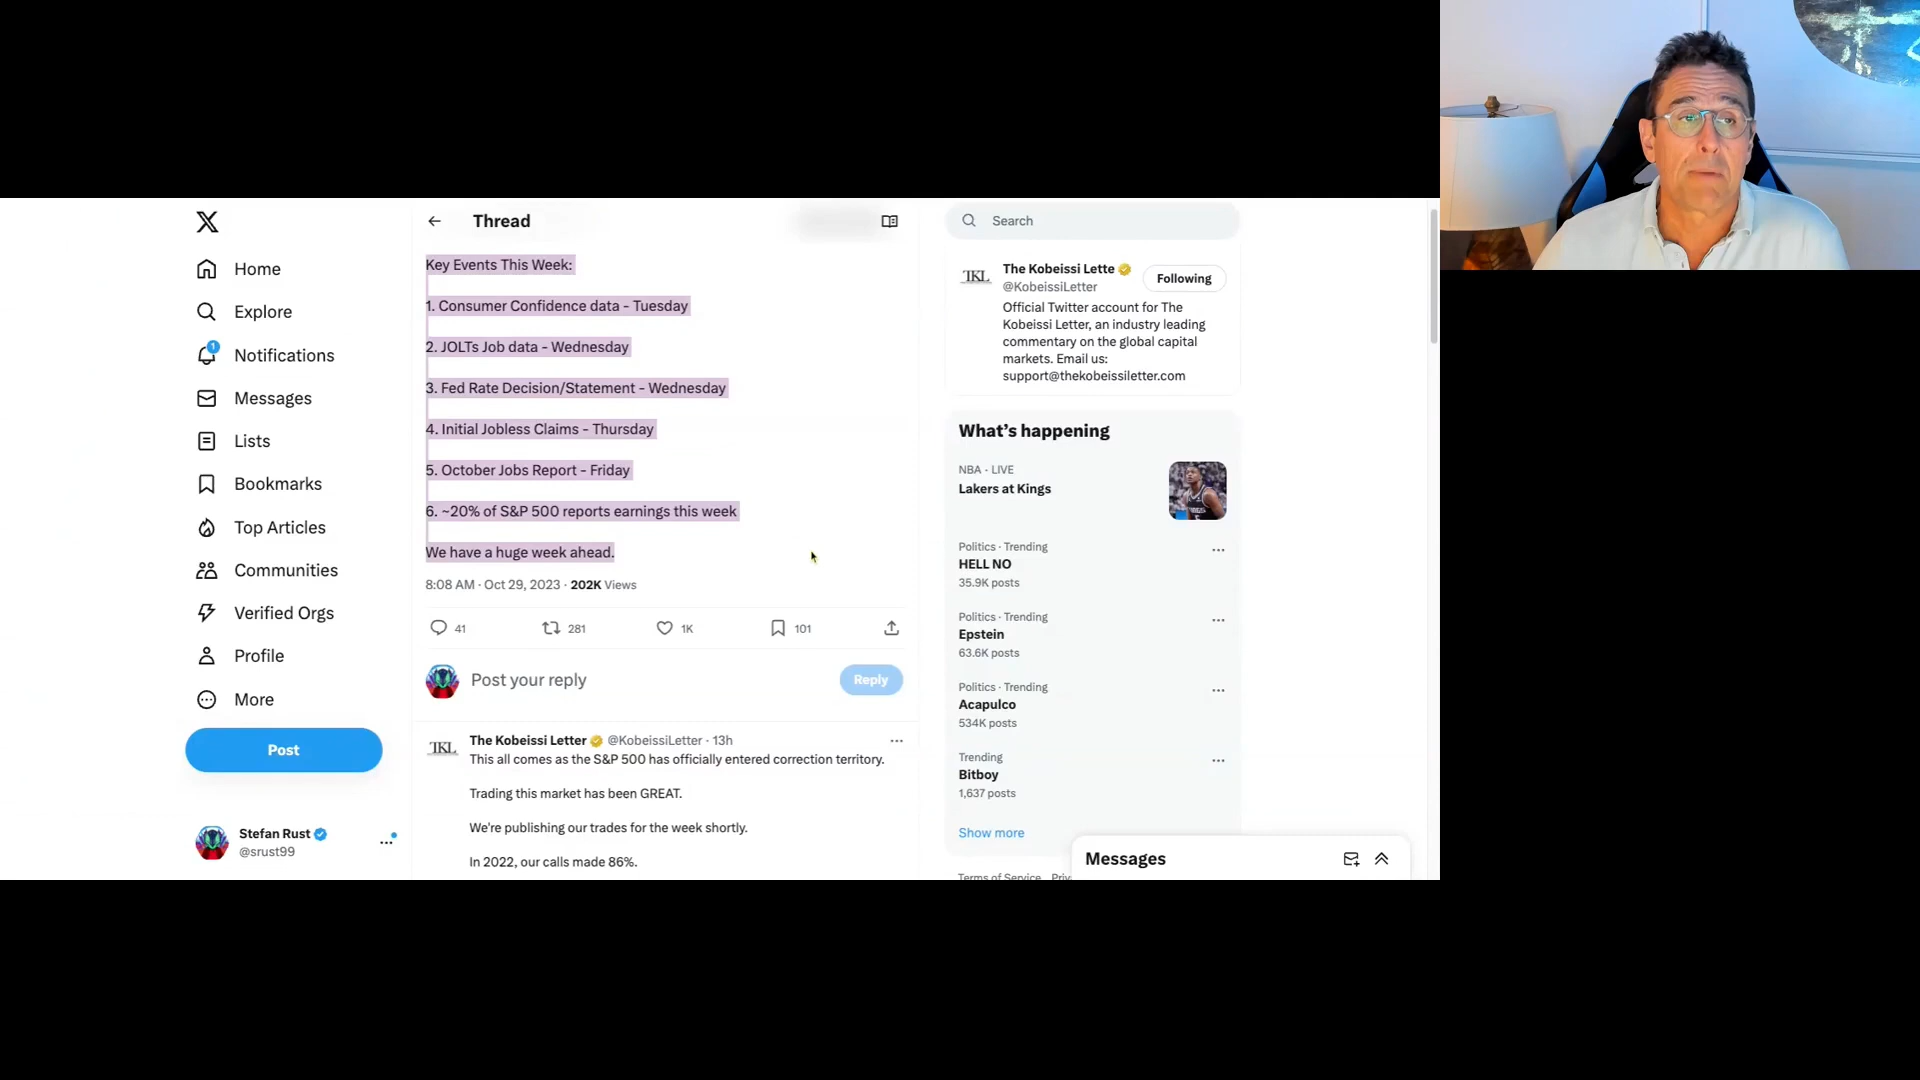 Home
Explore
1
Notifications
Messages
Lists
Bookmarks
Top Articles
Communities
Verified Orgs
Profile
More
Post
Stefan Rust
@srust99
Thread
Key Events This Week:
1. Consumer Confidence data - Tuesday
2. JOLTs Job data - Wednesday
3. Fed Rate Decision/Statement - Wednesday
4. Initial Jobless Claims - Thursday
5. October Jobs Report - Friday
6. ~20% of S&P 500 reports earnings this week
We have a huge week ahead.
8:08 AM · Oct 29, 2023 · 202K Views
41 281 1K 101
Post your reply
Reply
TKL
The Kobeissi Letter @KobeissiLetter · 13h
This all comes as the S&P 500 has officially entered correction territory.
Trading this market has been GREAT.
We're publishing our trades for the week shortly.
In 2022, our calls made 86%.
Search
TKL
The Kobeissi Lette
@KobeissiLetter
Following
Official Twitter account for The
Kobeissi Letter, an industry leading
commentary on the global capital
markets. Email us:
support@thekobeissiletter.com
What's happening
NBA · LIVE
Lakers at Kings
Politics · Trending
HELL NO
35.9K posts
Politics · Trending
Epstein
63.6K posts
Politics · Trending
Acapulco
534K posts
Trending
Bitboy
1,637 posts
Show more
Terms of Service
Messages